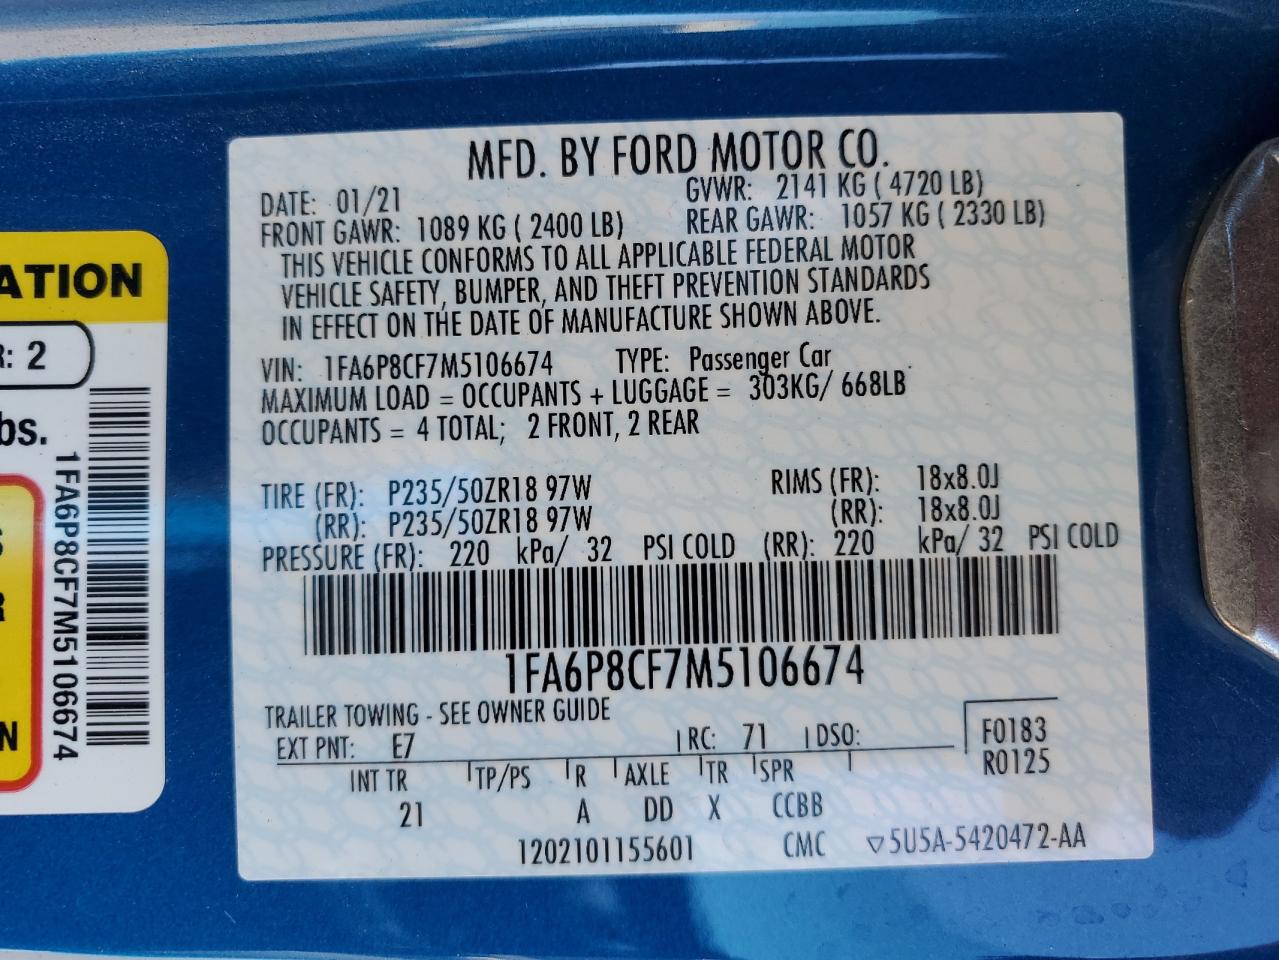 MFD. BY FORD MOTOR CO.
DATE: 01/21 GVWR: 2141 KG ( 4720 LB)
FRONT GAWR: 1089 KG ( 2400 LB) REAR GAWR: 1057 KG ( 2330 LB)
THIS VEHICLE CONFORMS TO ALL APPLICABLE FEDERAL MOTOR
VEHICLE SAFETY, BUMPER, AND THEFT PREVENTION STANDARDS
IN EFFECT ON THE DATE OF MANUFACTURE SHOWN ABOVE.
VIN: 1FA6P8CF7M5106674 TYPE: Passenger Car
MAXIMUM LOAD = OCCUPANTS + LUGGAGE = 303KG/ 668LB
OCCUPANTS = 4 TOTAL; 2 FRONT, 2 REAR
TIRE (FR): P235/50ZR18 97W RIMS (FR): 18x8.0J
(RR): P235/50ZR18 97W (RR): 18x8.0J
PRESSURE (FR): 220 kPa/ 32 PSI COLD (RR): 220 kPa/ 32 PSI COLD
1FA6P8CF7M5106674
TRAILER TOWING - SEE OWNER GUIDE
EXT PNT: E7 RC: 71 DSO: F0183
R0125
INT TR TP/PS R AXLE TR SPR
21 A DD X CCBB
1202101155601 CMC ▽5U5A-5420472-AA
ATION
R: 2
bs.
1FA6P8CF7M5106674
S
R
N